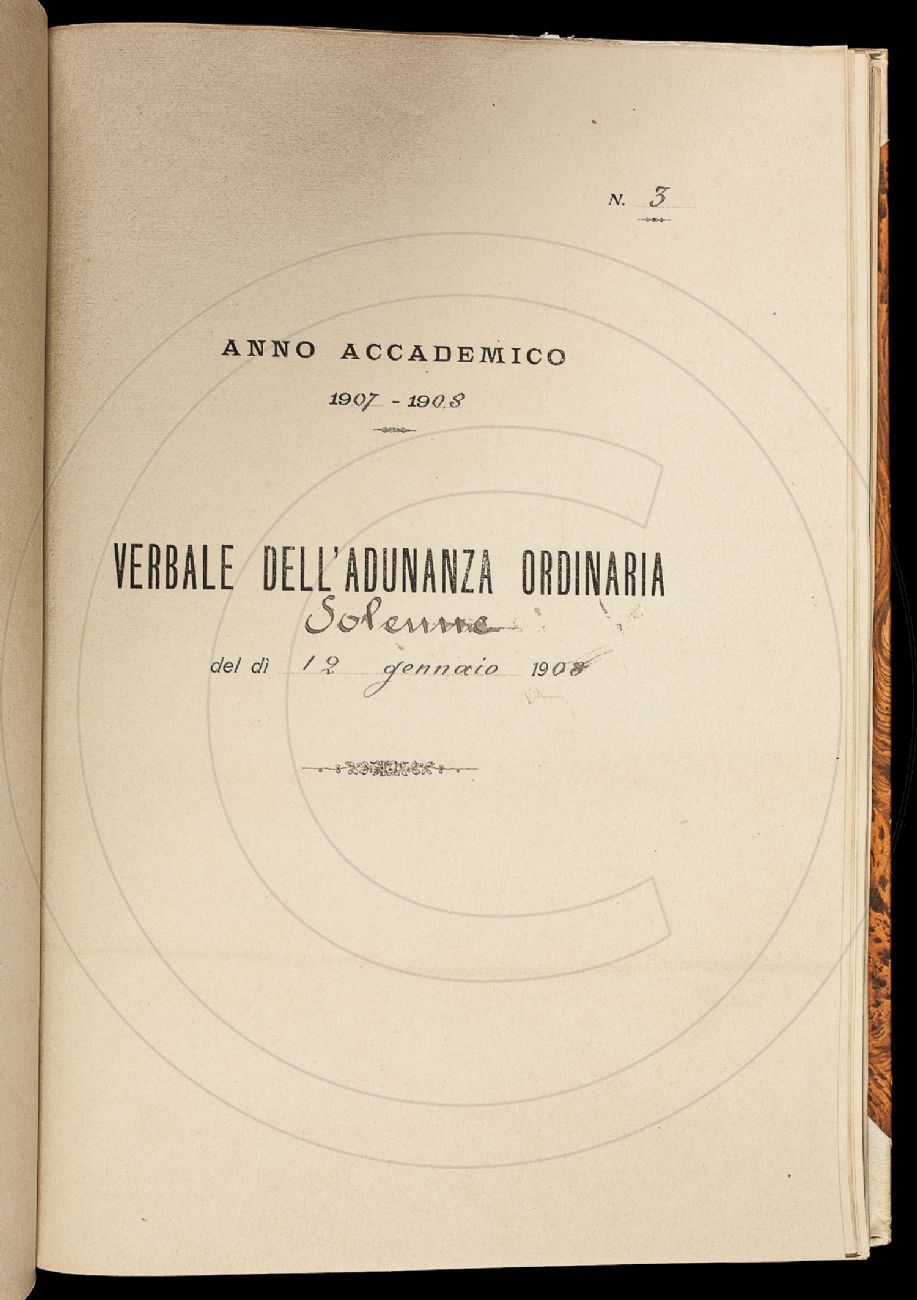 N. 3
ANNO ACCADEMICO
1907 - 1908
VERBALE DELL'ADUNANZA ORDINARIA
Solenne
del dì 12 gennaio 1908